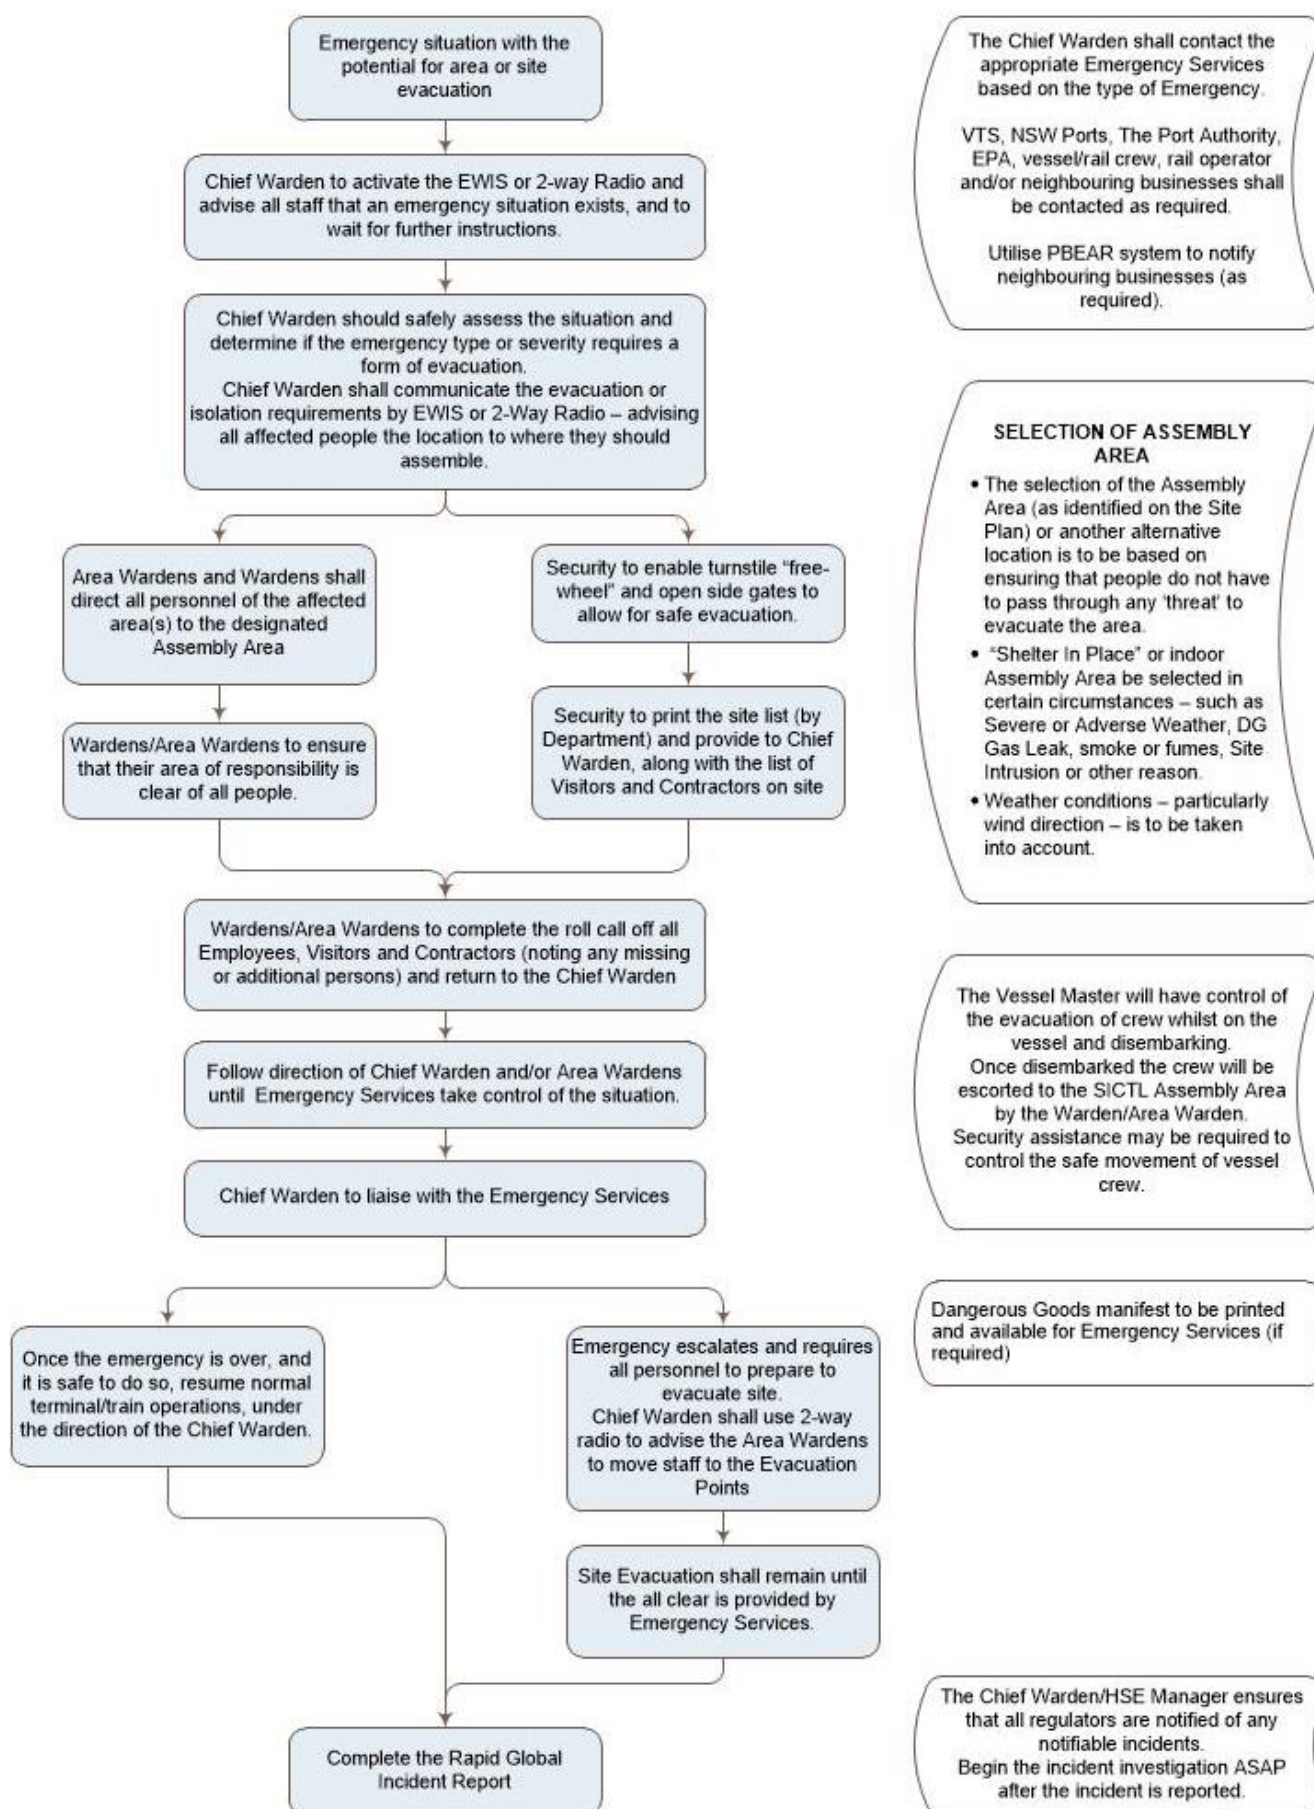 Emergency situation with the
potential for area or site
evacuation
Chief Warden to activate the EWIS or 2-way Radio and
advise all staff that an emergency situation exists, and to
wait for further instructions.
Chief Warden should safely assess the situation and
determine if the emergency type or severity requires a
form of evacuation.
Chief Warden shall communicate the evacuation or
isolation requirements by EWIS or 2-Way Radio – advising
all affected people the location to where they should
assemble.
Area Wardens and Wardens shall
direct all personnel of the affected
area(s) to the designated
Assembly Area
Wardens/Area Wardens to ensure
that their area of responsibility is
clear of all people.
Security to enable turnstile “free-
wheel” and open side gates to
allow for safe evacuation.
Security to print the site list (by
Department) and provide to Chief
Warden, along with the list of
Visitors and Contractors on site
Wardens/Area Wardens to complete the roll call off all
Employees, Visitors and Contractors (noting any missing
or additional persons) and return to the Chief Warden
Follow direction of Chief Warden and/or Area Wardens
until Emergency Services take control of the situation.
Chief Warden to liaise with the Emergency Services
Once the emergency is over, and
it is safe to do so, resume normal
terminal/train operations, under
the direction of the Chief Warden.
Emergency escalates and requires
all personnel to prepare to
evacuate site.
Chief Warden shall use 2-way
radio to advise the Area Wardens
to move staff to the Evacuation
Points
Site Evacuation shall remain until
the all clear is provided by
Emergency Services.
Complete the Rapid Global
Incident Report
The Chief Warden shall contact the
appropriate Emergency Services
based on the type of Emergency.
VTS, NSW Ports, The Port Authority,
EPA, vessel/rail crew, rail operator
and/or neighbouring businesses shall
be contacted as required.
Utilise PBEAR system to notify
neighbouring businesses (as
required).
SELECTION OF ASSEMBLY
AREA
• The selection of the Assembly
Area (as identified on the Site
Plan) or another alternative
location is to be based on
ensuring that people do not have
to pass through any ‘threat’ to
evacuate the area.
• “Shelter In Place” or indoor
Assembly Area be selected in
certain circumstances – such as
Severe or Adverse Weather, DG
Gas Leak, smoke or fumes, Site
Intrusion or other reason.
• Weather conditions – particularly
wind direction – is to be taken
into account.
The Vessel Master will have control of
the evacuation of crew whilst on the
vessel and disembarking.
Once disembarked the crew will be
escorted to the SICTL Assembly Area
by the Warden/Area Warden.
Security assistance may be required to
control the safe movement of vessel
crew.
Dangerous Goods manifest to be printed
and available for Emergency Services (if
required)
The Chief Warden/HSE Manager ensures
that all regulators are notified of any
notifiable incidents.
Begin the incident investigation ASAP
after the incident is reported.